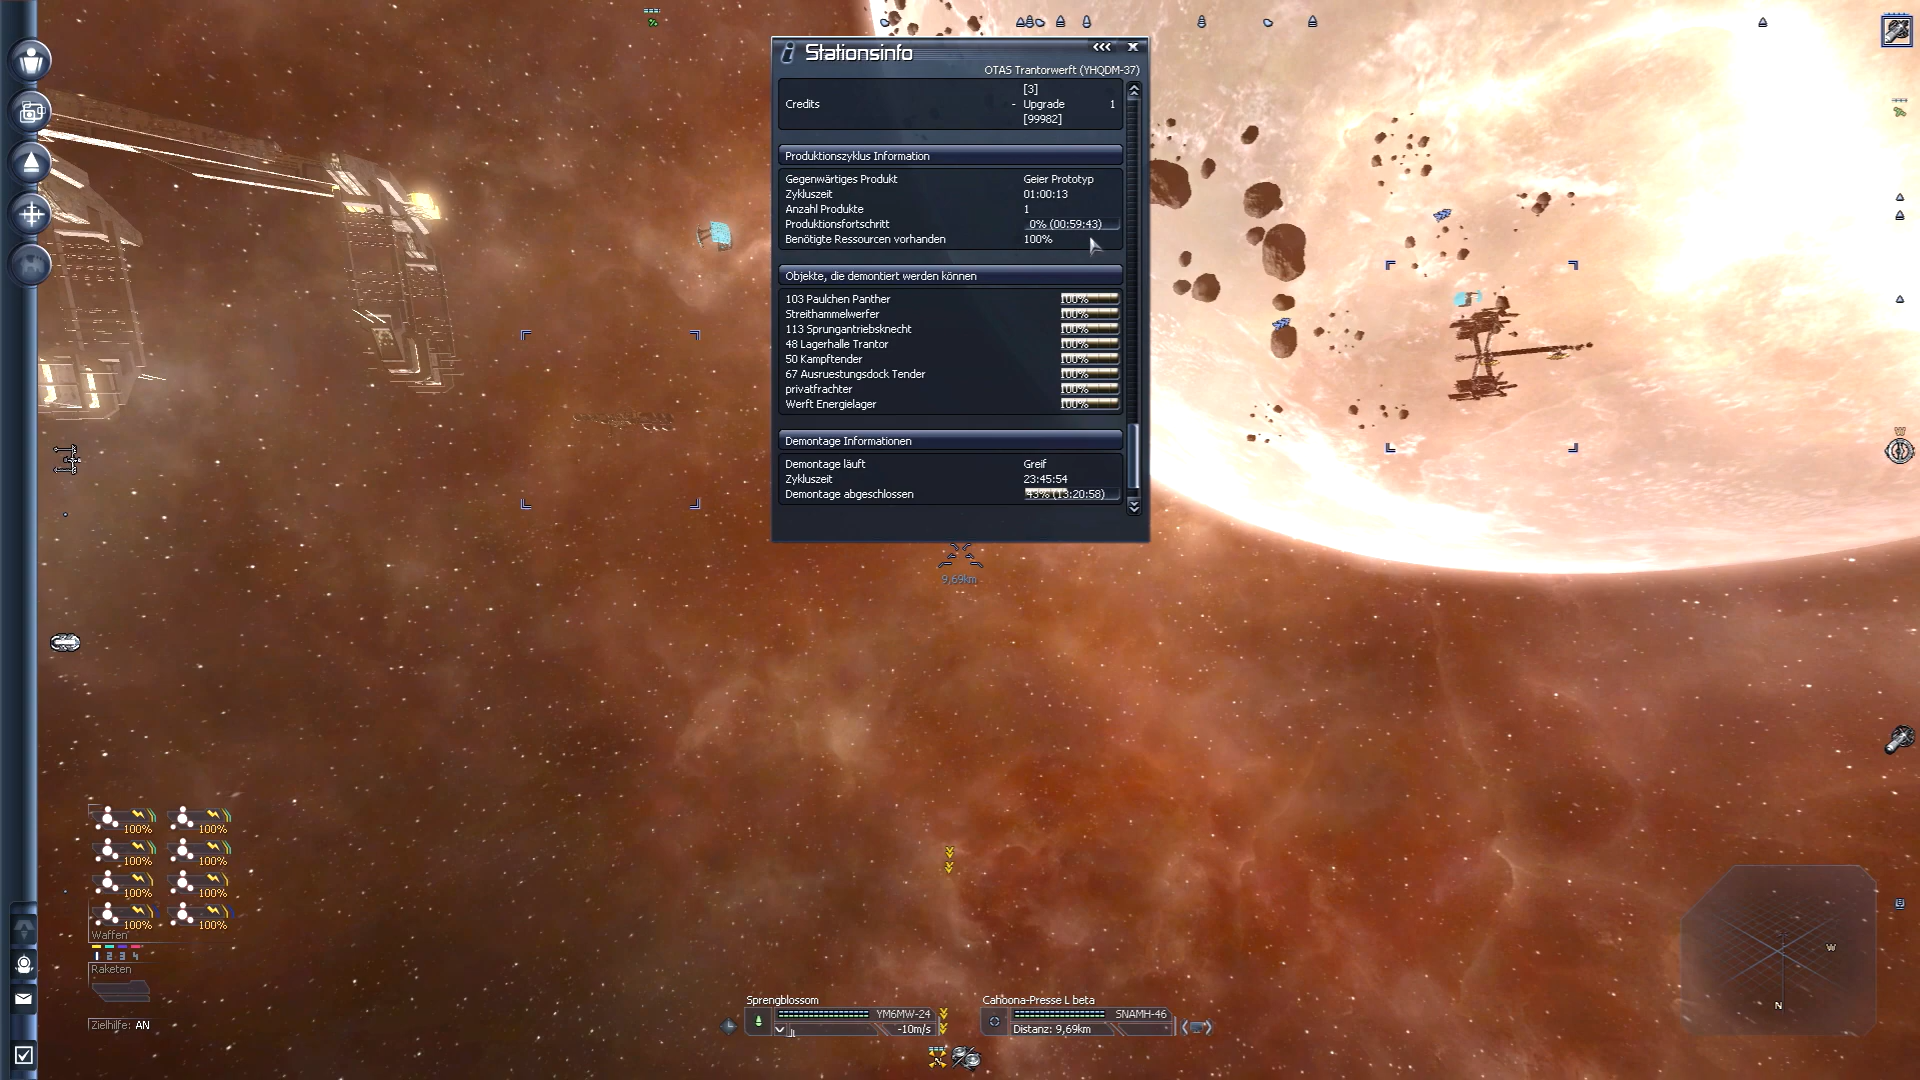 Stationsinfo
OTAS Trantorwerft (YHQDM-37)
[3]
Credits - Upgrade 1
[99982]
Produktionszyklus Information
Gegenwärtiges Produkt Geier Prototyp
Zykluszeit 01:00:13
Anzahl Produkte 1
Produktionsfortschritt 0% (00:59:43)
Benötigte Ressourcen vorhanden 100%
Objekte, die demontiert werden können
103 Paulchen Panther 100%
Streithammelwerfer 100%
113 Sprungantriebsknecht 100%
48 Lagerhalle Trantor 100%
50 Kampftender 100%
67 Ausruestungsdock Tender 100%
privatfrachter 100%
Werft Energielager 100%
Demontage Informationen
Demontage läuft Greif
Zykluszeit 23:45:54
Demontage abgeschlossen 43% (13:20:58)
9,69km
W
100% 100%
100% 100%
100% 100%
100% 100%
Waffen
1 2 3 4
Raketen
Zielhilfe: AN
Sprengblossom
YM6MW-24
-10m/s
Cahoona-Presse L beta
SNAMH-46
Distanz: 9,69km
W
N